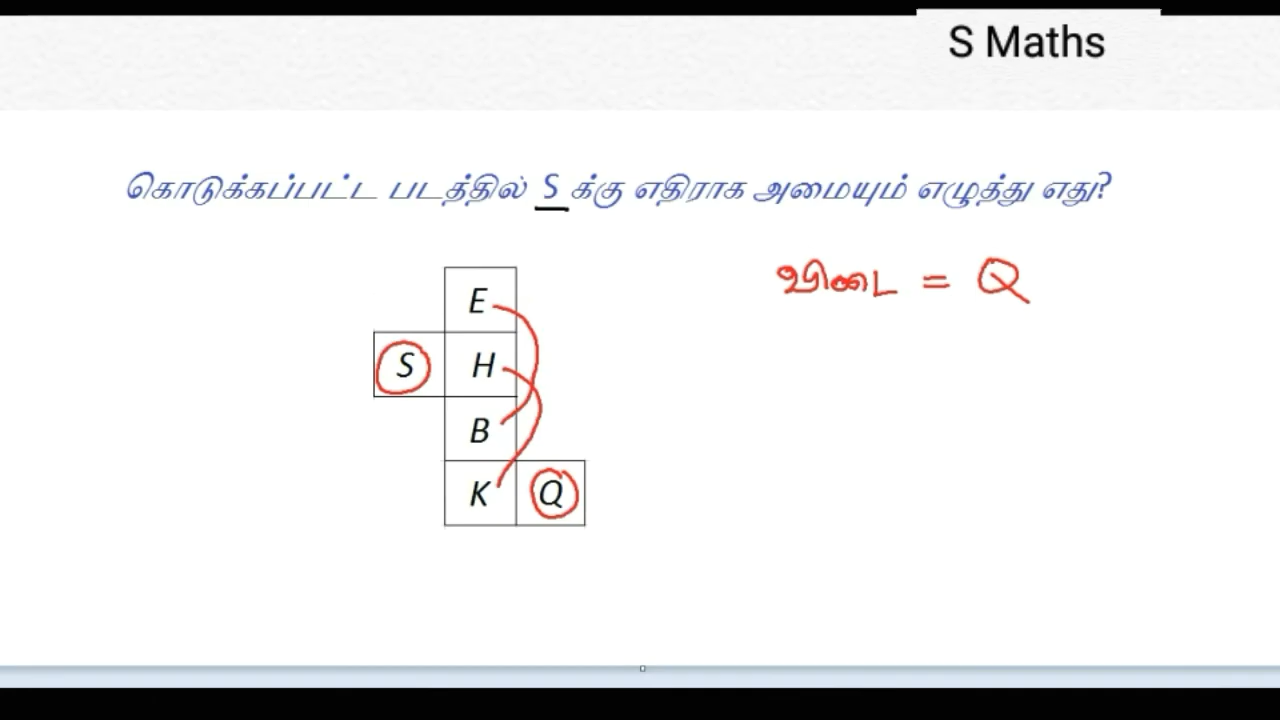 S Maths
கொடுக்கப்பட்ட படத்தில் S க்கு எதிராக அமையும் எழுத்து எது?
விடை = Q
E
S H
B
K Q